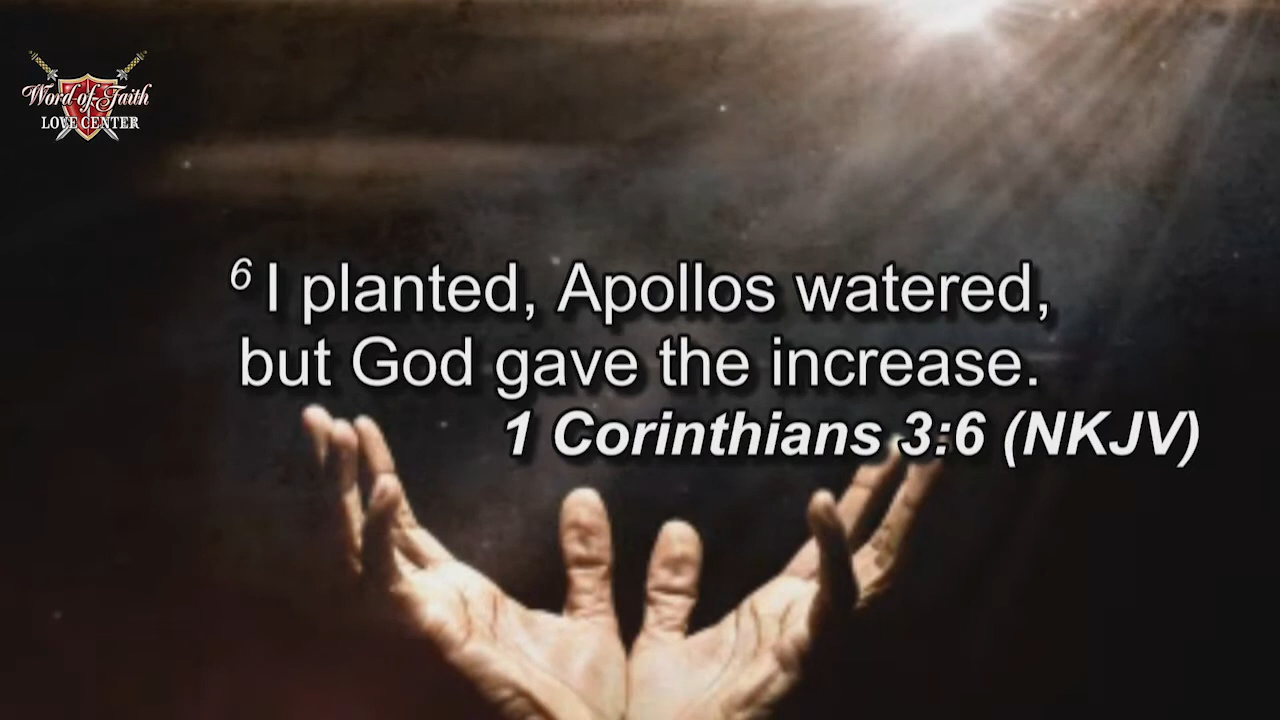 Word of Faith
LOVE CENTER
6 I planted, Apollos watered,
but God gave the increase.
1 Corinthians 3:6 (NKJV)